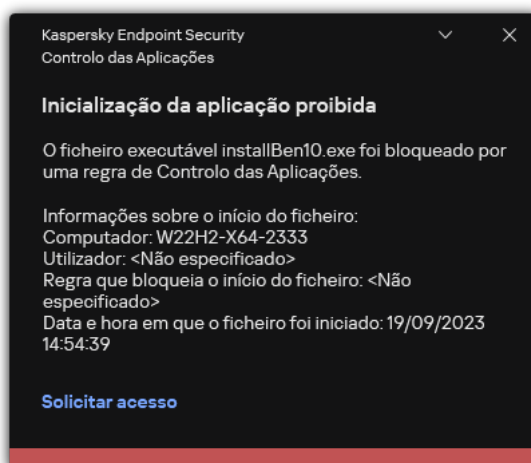 Kaspersky Endpoint Security
Controlo das Aplicações
Inicialização da aplicação proibida
O ficheiro executável installBen10.exe foi bloqueado por
uma regra de Controlo das Aplicações.
Informações sobre o início do ficheiro:
Computador: W22H2-X64-2333
Utilizador: <Não especificado>
Regra que bloqueia o início do ficheiro: <Não
especificado>
Data e hora em que o ficheiro foi iniciado: 19/09/2023
14:54:39
Solicitar acesso